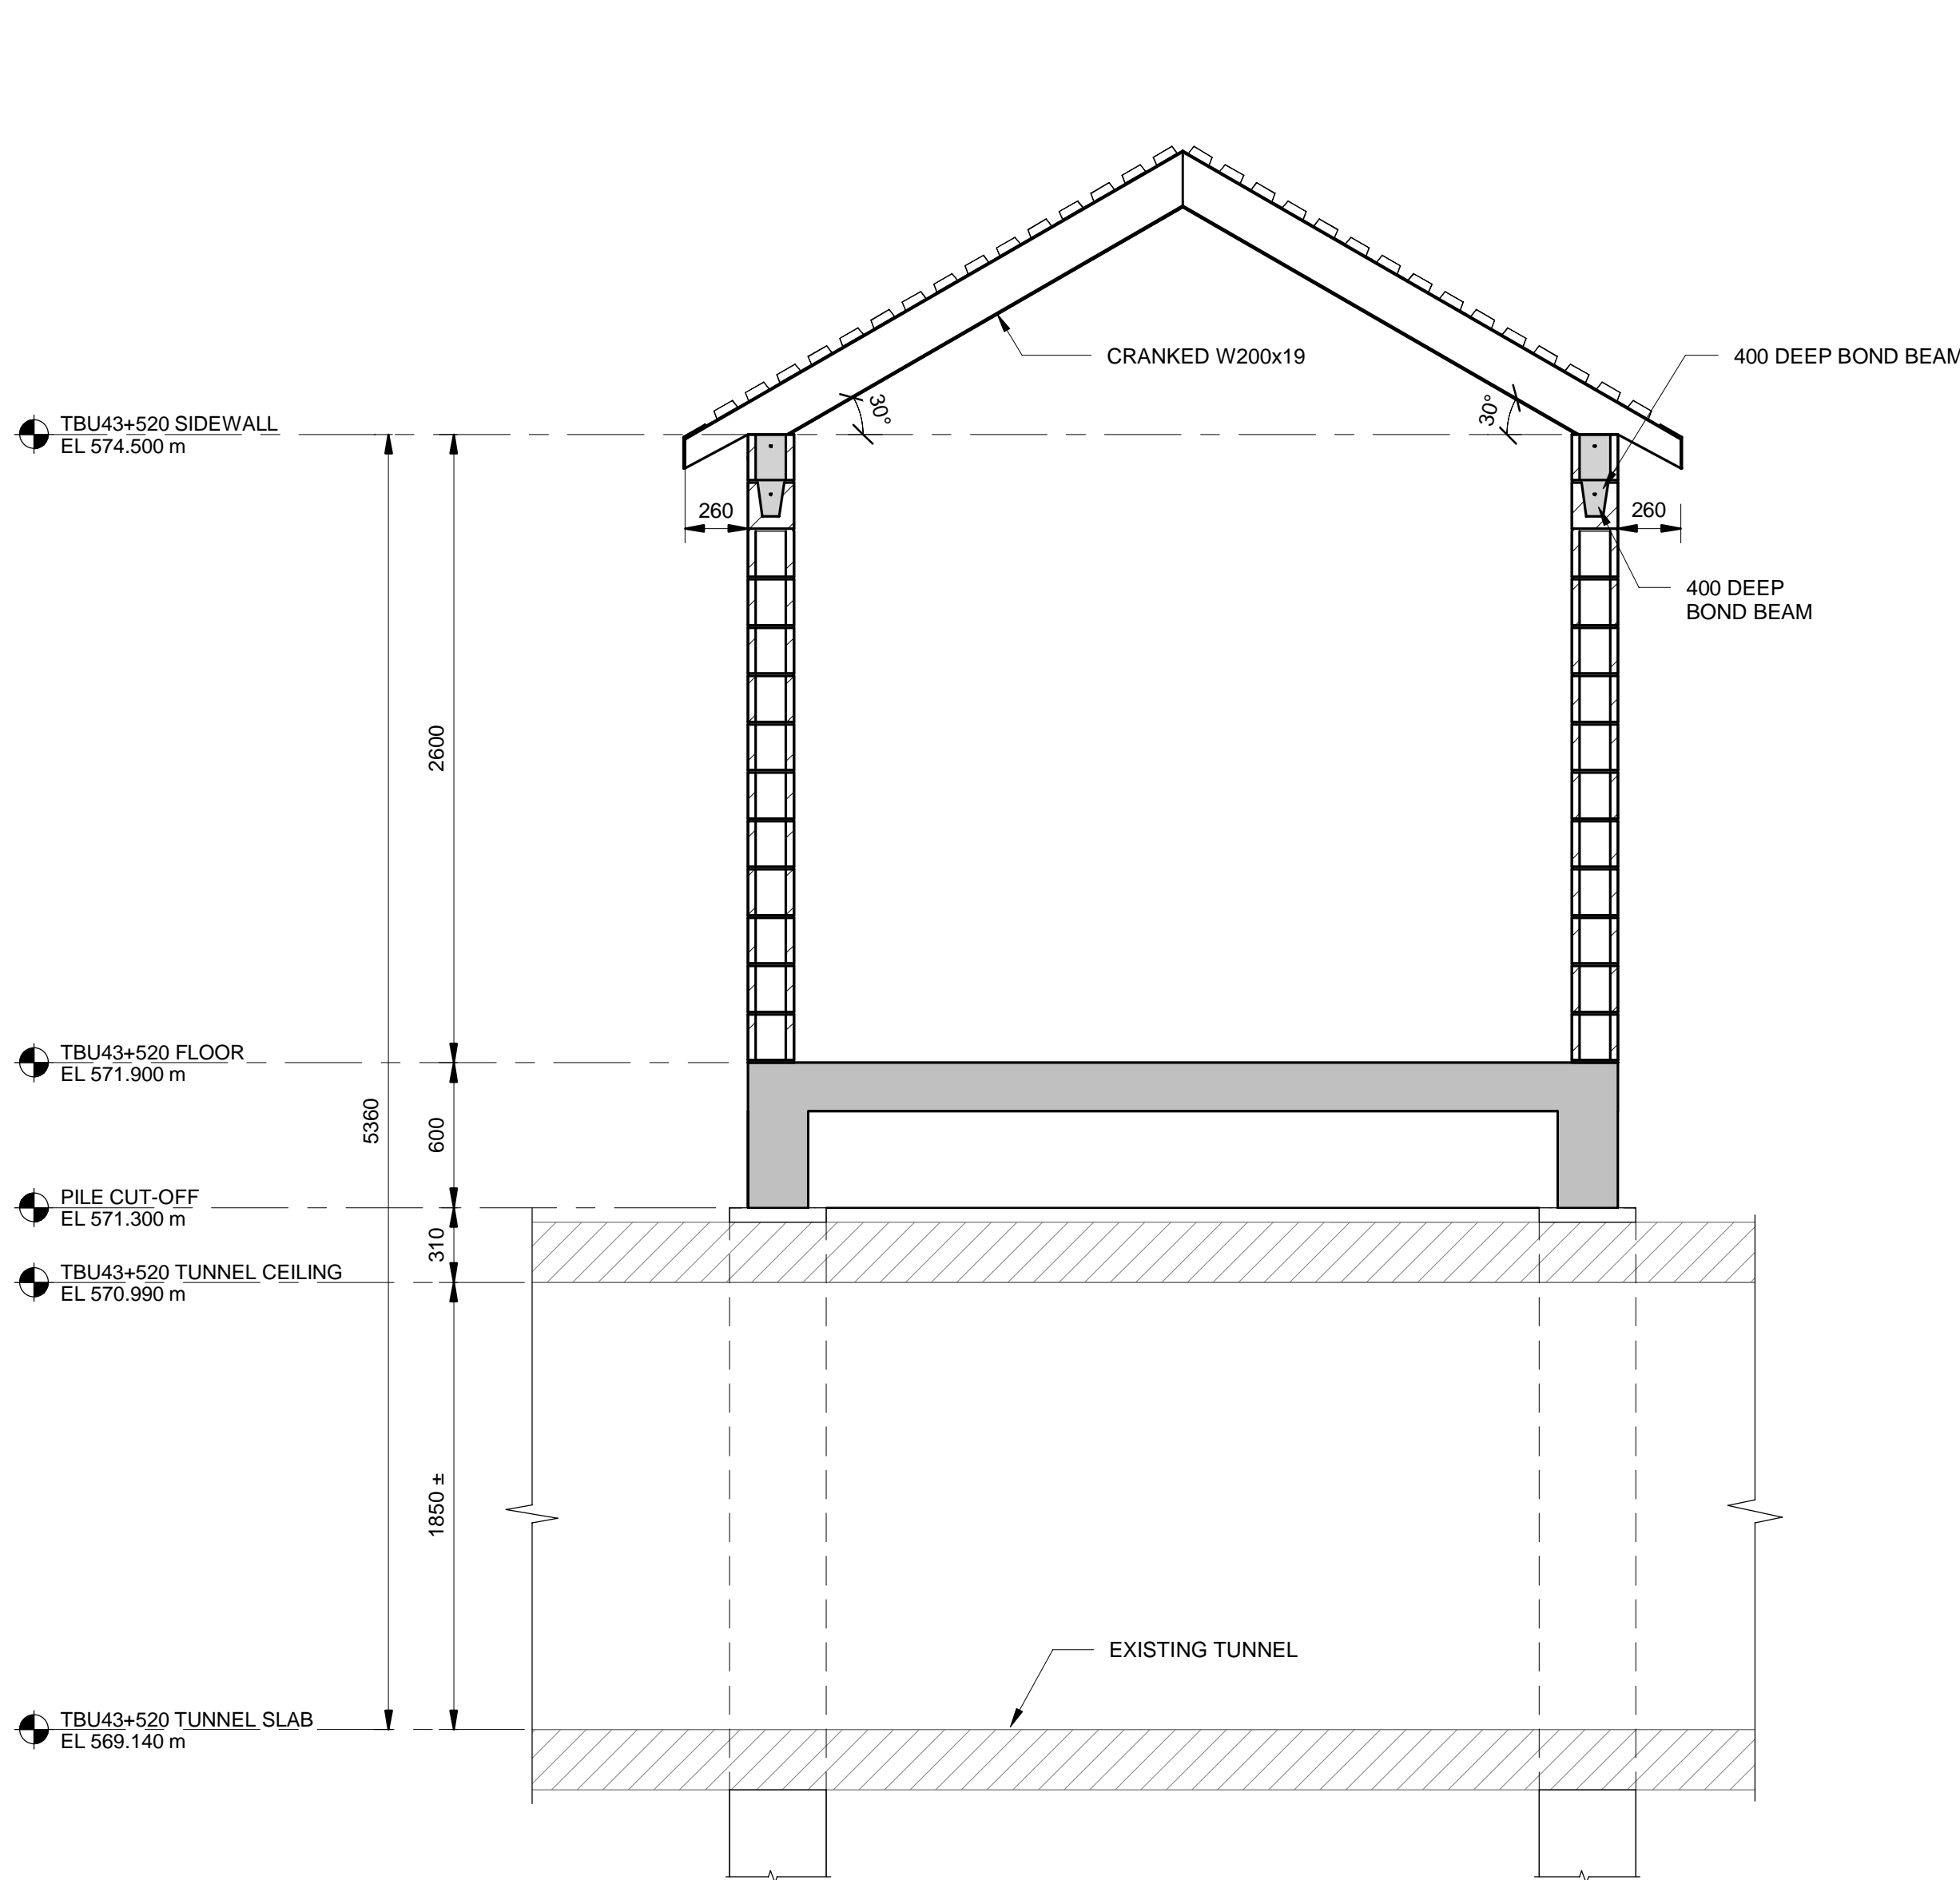 CRANKED W200x19
400 DEEP BOND BEAM
30°
30°
TBU43+520 SIDEWALL
EL 574.500 m
260
260
400 DEEP
BOND BEAM
2600
TBU43+520 FLOOR
EL 571.900 m
5360
600
PILE CUT-OFF
EL 571.300 m
310
TBU43+520 TUNNEL CEILING
EL 570.990 m
1850 ±
EXISTING TUNNEL
TBU43+520 TUNNEL SLAB
EL 569.140 m